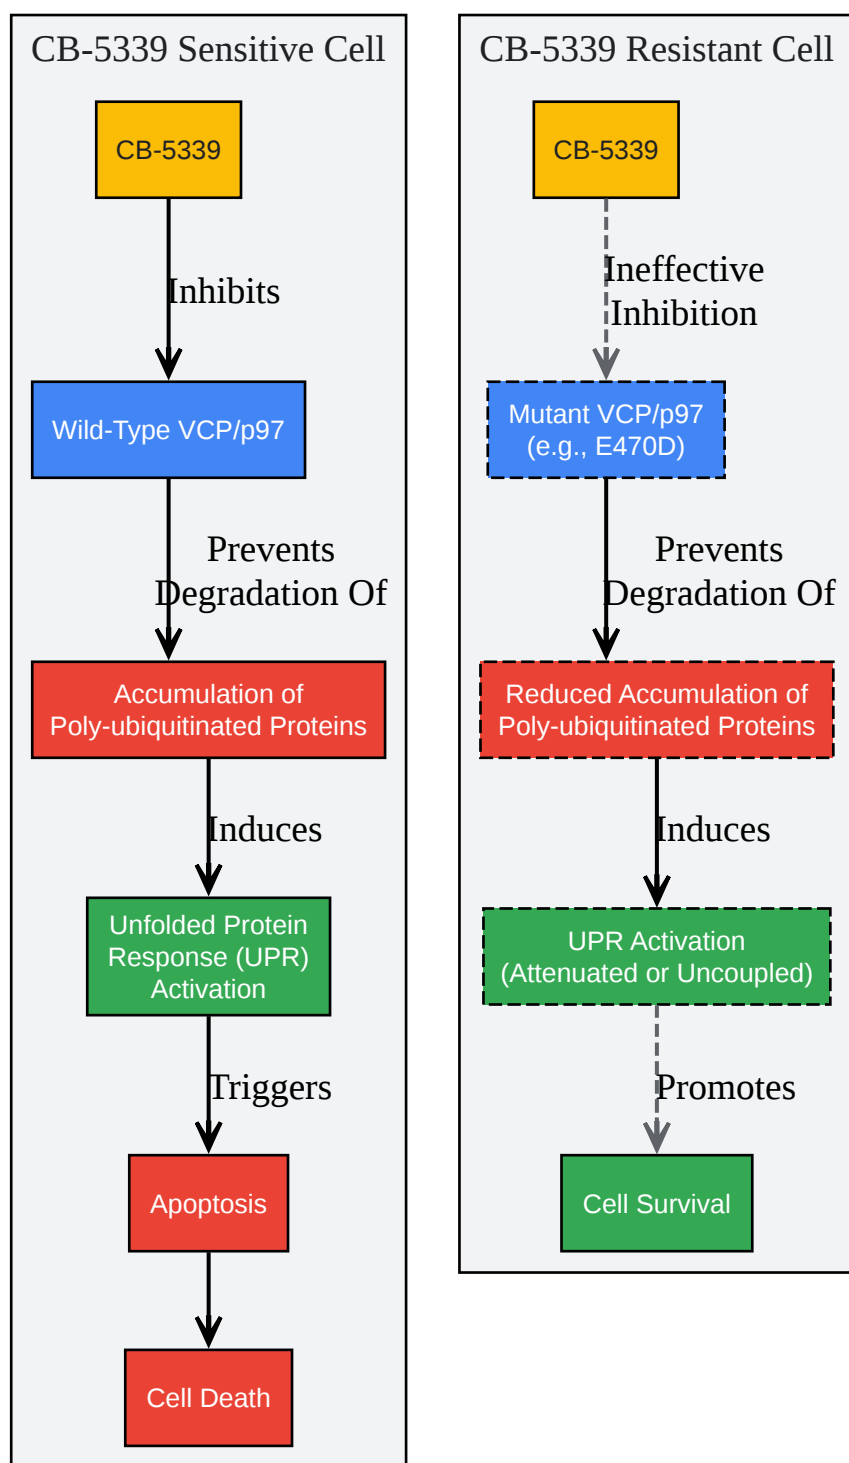 CB-5339 Sensitive Cell
CB-5339
Inhibits
Wild-Type VCP/p97
Prevents
Degradation Of
Accumulation of
Poly-ubiquitinated Proteins
Induces
Unfolded Protein
Response (UPR)
Activation
Triggers
Apoptosis
Cell Death
CB-5339 Resistant Cell
CB-5339
Ineffective
Inhibition
Mutant VCP/p97
(e.g., E470D)
Prevents
Degradation Of
Reduced Accumulation of
Poly-ubiquitinated Proteins
Induces
UPR Activation
(Attenuated or Uncoupled)
Promotes
Cell Survival